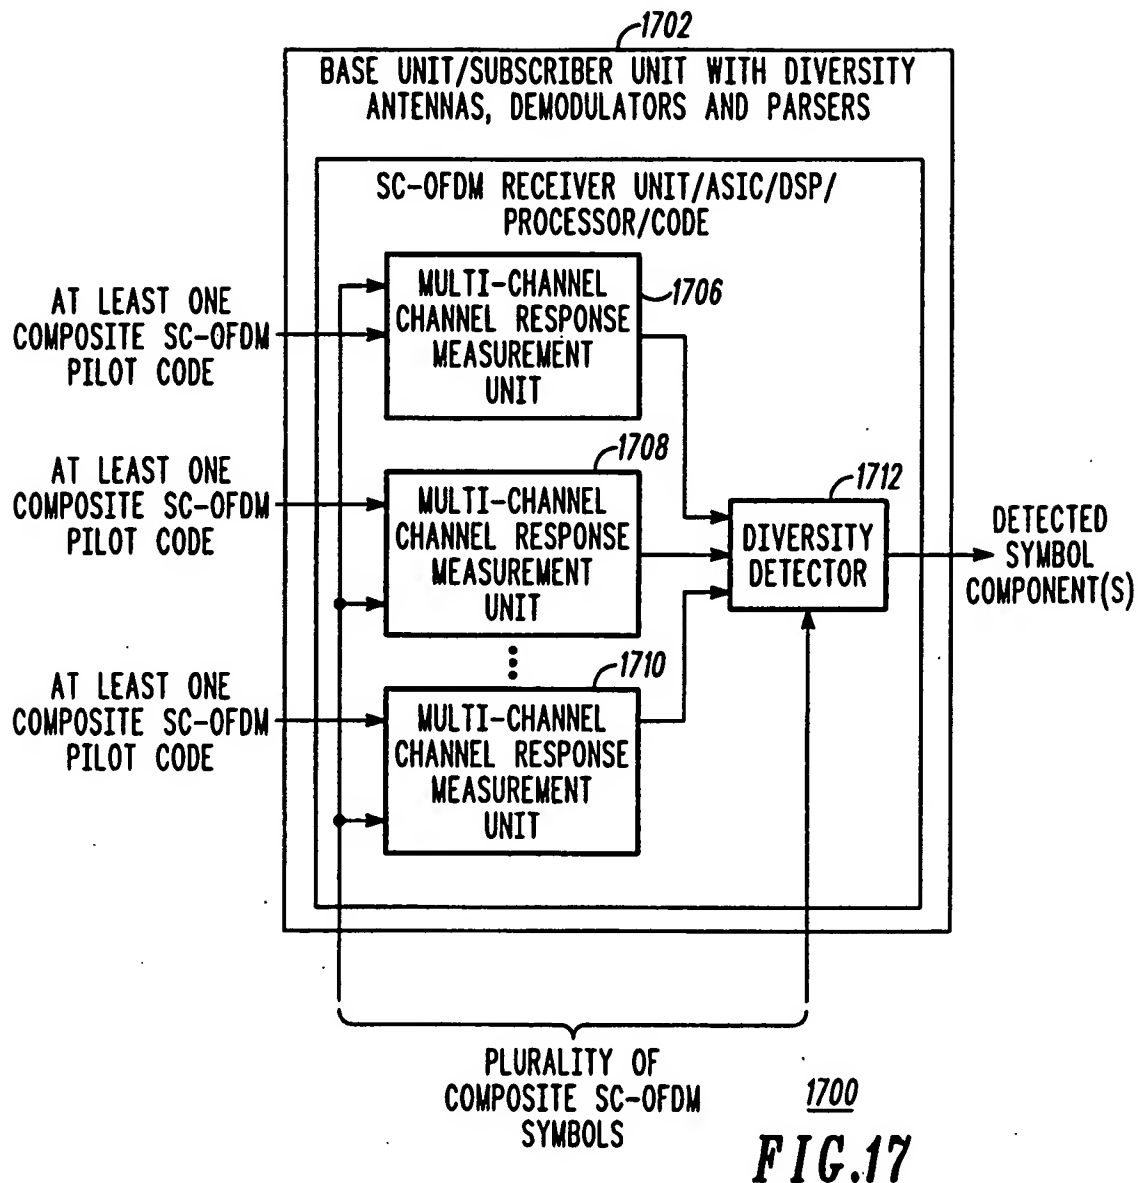 1702
BASE UNIT/SUBSCRIBER UNIT WITH DIVERSITY
ANTENNAS, DEMODULATORS AND PARSERS
SC-OFDM RECEIVER UNIT/ASIC/DSP/
PROCESSOR/CODE
AT LEAST ONE
COMPOSITE SC-OFDM
PILOT CODE
MULTI-CHANNEL
CHANNEL RESPONSE
MEASUREMENT
UNIT
1706
AT LEAST ONE
COMPOSITE SC-OFDM
PILOT CODE
1708
MULTI-CHANNEL
CHANNEL RESPONSE
MEASUREMENT
UNIT
1712
DIVERSITY
DETECTOR
DETECTED
SYMBOL
COMPONENT(S)
AT LEAST ONE
COMPOSITE SC-OFDM
PILOT CODE
1710
MULTI-CHANNEL
CHANNEL RESPONSE
MEASUREMENT
UNIT
PLURALITY OF
COMPOSITE SC-OFDM
SYMBOLS
1700
FIG.17